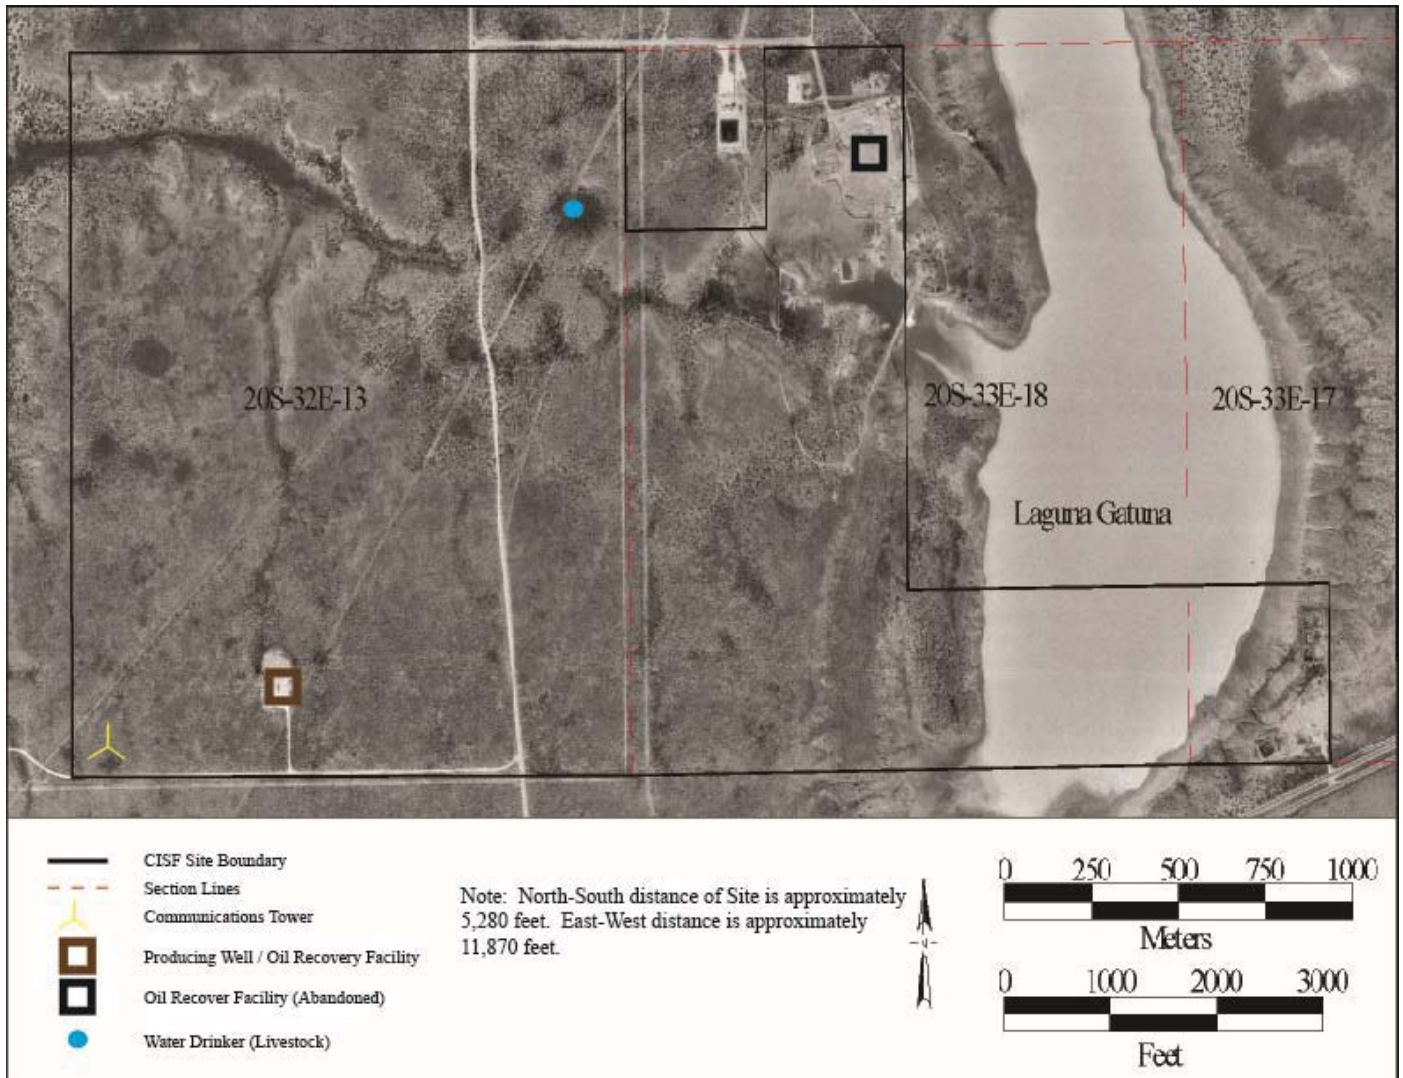 20S-32E-13
20S-33E-18
20S-33E-17
Laguna Gatuna
CISF Site Boundary
Section Lines
Communications Tower
Producing Well / Oil Recovery Facility
Oil Recover Facility (Abandoned)
Water Drinker (Livestock)
Note: North-South distance of Site is approximately
5,280 feet. East-West distance is approximately
11,870 feet.
N
0 250 500 750 1000
Meters
0 1000 2000 3000
Feet